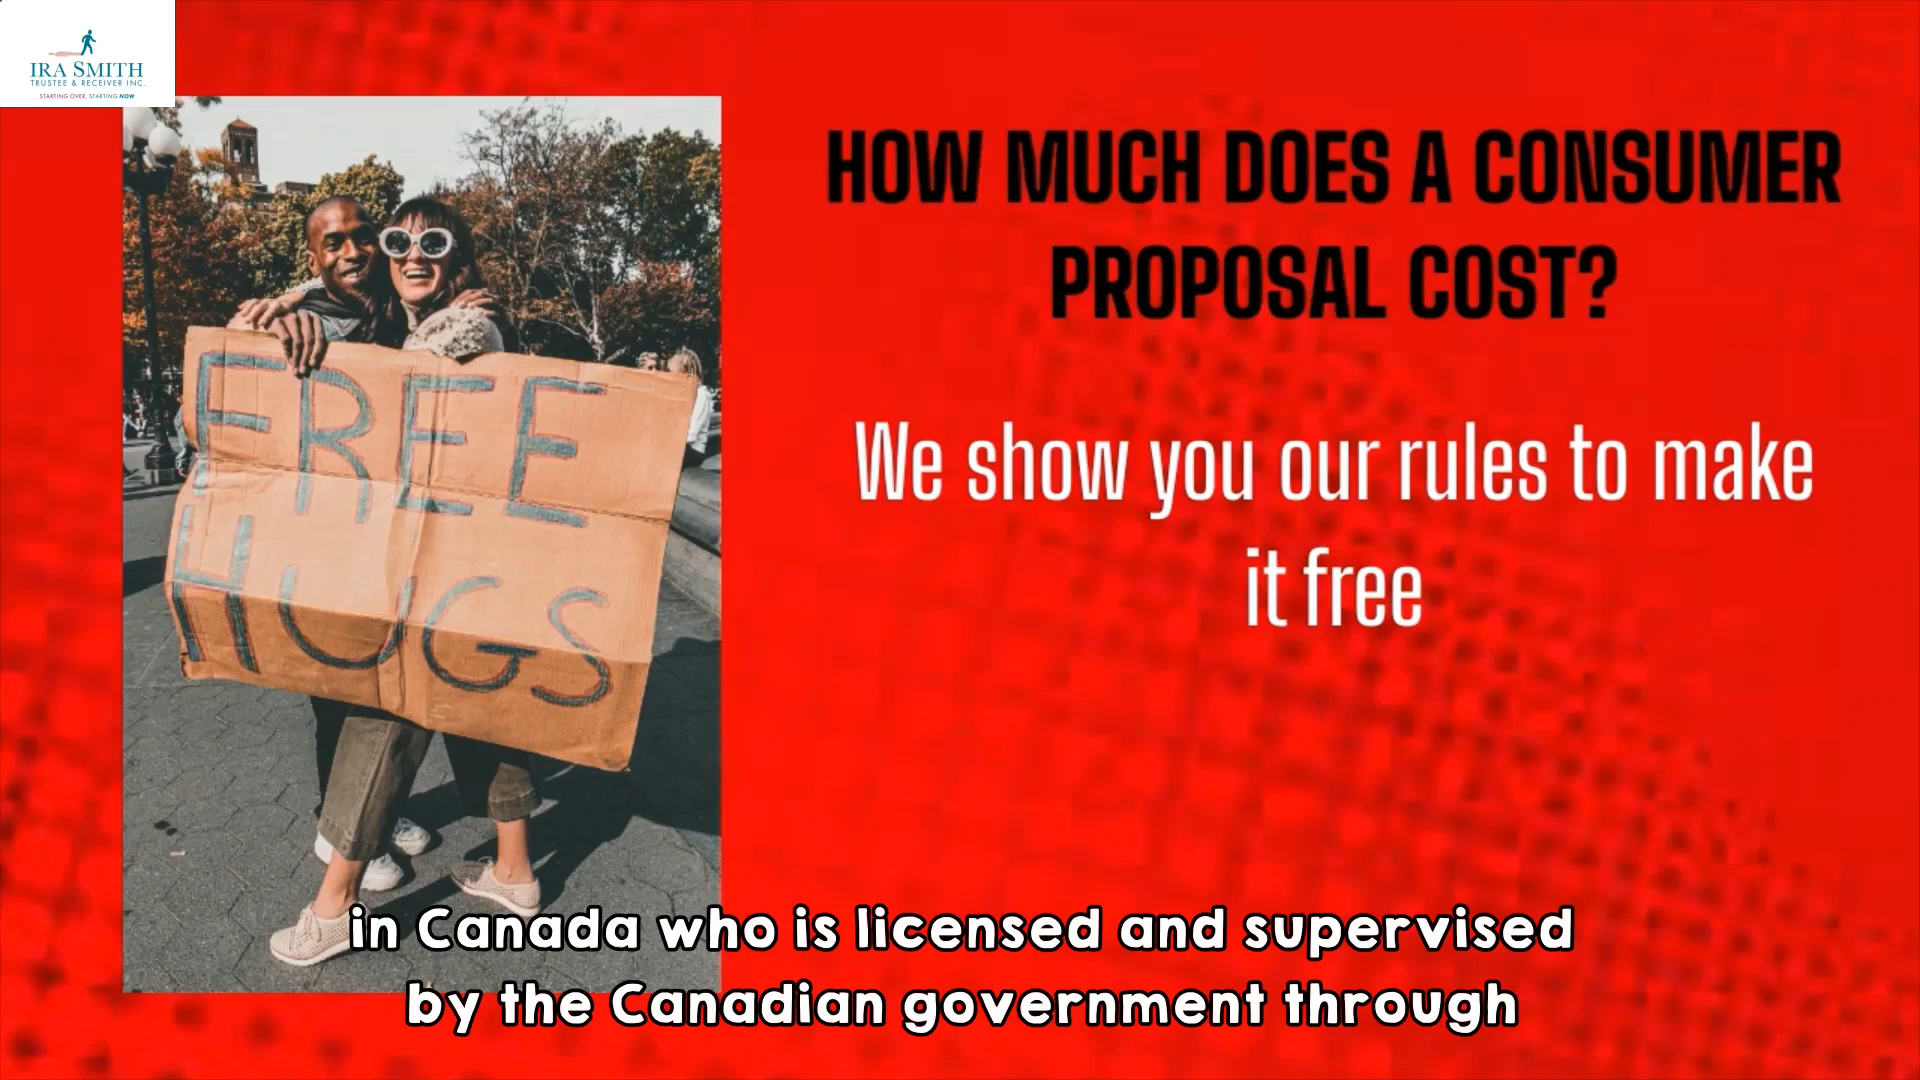 IRA SMITH
TRUSTEE & RECEIVER INC.
STARTING OVER, STARTING NOW
HOW MUCH DOES A CONSUMER
PROPOSAL COST?
We show you our rules to make
it free
FREE
HUGS
in Canada who is licensed and supervised
by the Canadian government through